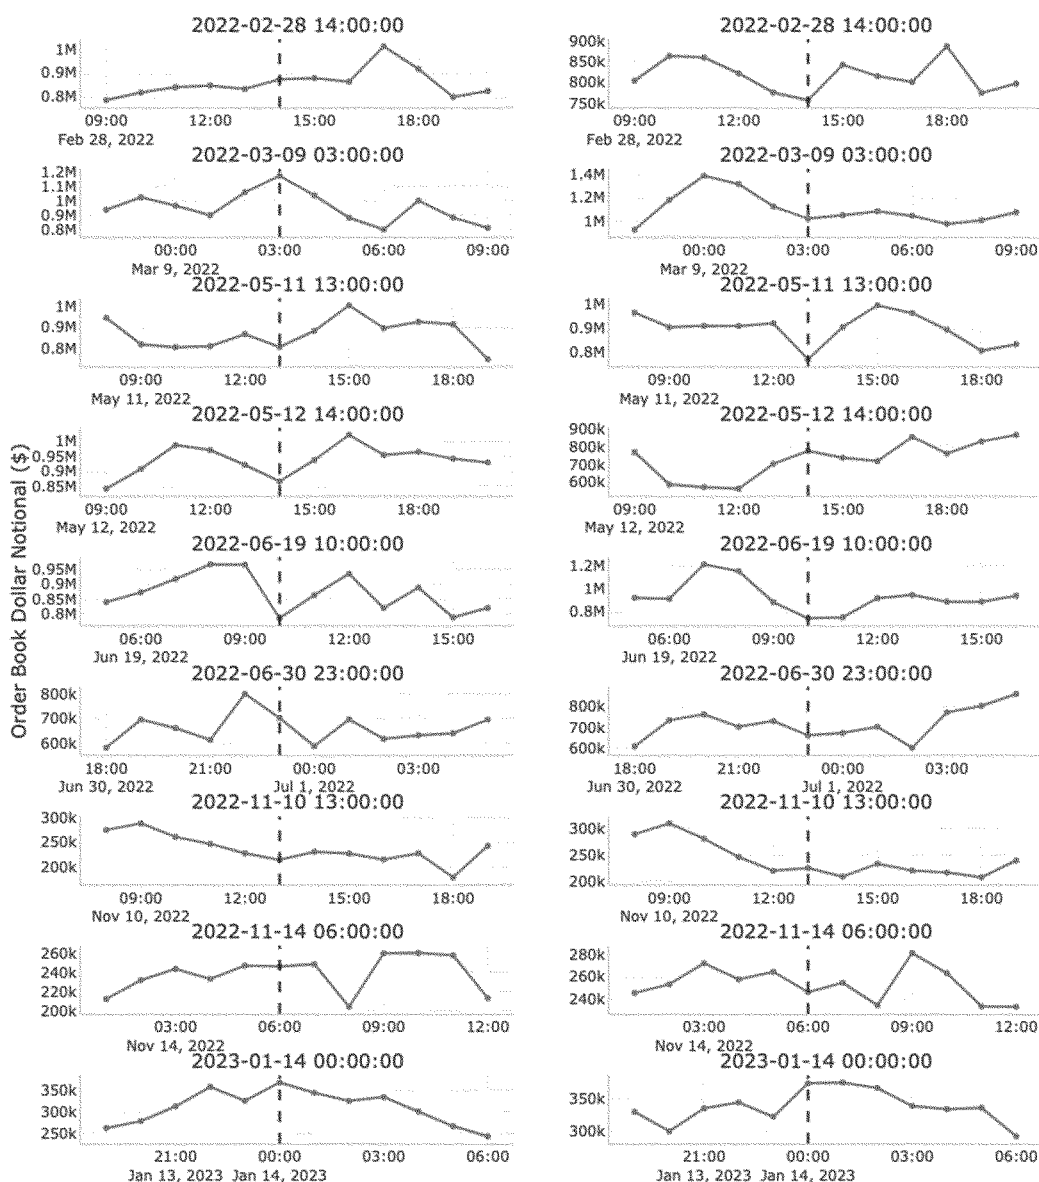 Order Book Dollar Notional ($)
2022-02-28 14:00:00
1M
0.9M
0.8M
09:00 12:00 15:00 18:00
Feb 28, 2022
2022-02-28 14:00:00
900k
850k
800k
750k
09:00 12:00 15:00 18:00
Feb 28, 2022
2022-03-09 03:00:00
1.2M
1.1M
1M
0.9M
0.8M
00:00 03:00 06:00 09:00
Mar 9, 2022
2022-03-09 03:00:00
1.4M
1.2M
1M
00:00 03:00 06:00 09:00
Mar 9, 2022
2022-05-11 13:00:00
1M
0.9M
0.8M
09:00 12:00 15:00 18:00
May 11, 2022
2022-05-11 13:00:00
1M
0.9M
0.8M
09:00 12:00 15:00 18:00
May 11, 2022
2022-05-12 14:00:00
1M
0.95M
0.9M
0.85M
09:00 12:00 15:00 18:00
May 12, 2022
2022-05-12 14:00:00
900k
800k
700k
600k
09:00 12:00 15:00 18:00
May 12, 2022
2022-06-19 10:00:00
0.95M
0.9M
0.85M
0.8M
06:00 09:00 12:00 15:00
Jun 19, 2022
2022-06-19 10:00:00
1.2M
1M
0.8M
06:00 09:00 12:00 15:00
Jun 19, 2022
2022-06-30 23:00:00
800k
700k
600k
18:00 21:00 00:00 03:00
Jun 30, 2022 Jul 1, 2022
2022-06-30 23:00:00
800k
700k
600k
18:00 21:00 00:00 03:00
Jun 30, 2022 Jul 1, 2022
2022-11-10 13:00:00
300k
250k
200k
09:00 12:00 15:00 18:00
Nov 10, 2022
2022-11-10 13:00:00
300k
250k
200k
09:00 12:00 15:00 18:00
Nov 10, 2022
2022-11-14 06:00:00
260k
240k
220k
200k
03:00 06:00 09:00 12:00
Nov 14, 2022
2022-11-14 06:00:00
280k
260k
240k
03:00 06:00 09:00 12:00
Nov 14, 2022
2023-01-14 00:00:00
350k
300k
250k
21:00 00:00 03:00 06:00
Jan 13, 2023 Jan 14, 2023
2023-01-14 00:00:00
350k
300k
21:00 00:00 03:00 06:00
Jan 13, 2023 Jan 14, 2023